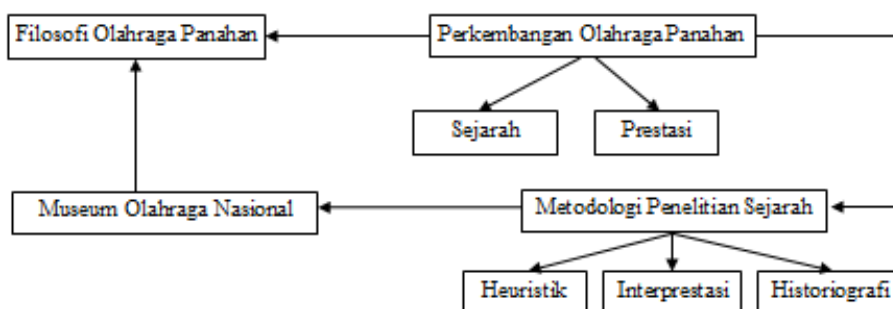 Filosofi Olahraga Panahan
Perkembangan Olahraga Panahan
Sejarah
Prestasi
Museum Olahraga Nasional
Metodologi Penelitian Sejarah
Heuristik
Interprestasi
Historiografi